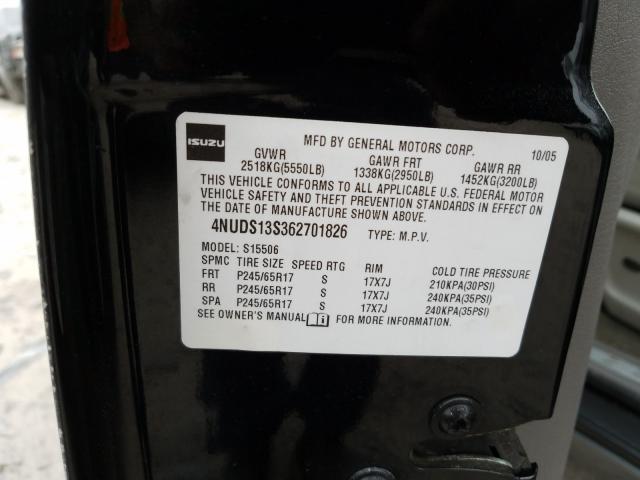 ISUZU
MFD BY GENERAL MOTORS CORP. 10/05
GVWR GAWR FRT GAWR RR
2518KG(5550LB) 1338KG(2950LB) 1452KG(3200LB)
THIS VEHICLE CONFORMS TO ALL APPLICABLE U.S. FEDERAL MOTOR
VEHICLE SAFETY AND THEFT PREVENTION STANDARDS IN EFFECT ON
THE DATE OF MANUFACTURE SHOWN ABOVE.
4NUDS13S362701826 TYPE: M.P.V.
MODEL: S15506
SPMC TIRE SIZE SPEED RTG RIM COLD TIRE PRESSURE
FRT P245/65R17 S 17X7J 210KPA(30PSI)
RR P245/65R17 S 17X7J 240KPA(35PSI)
SPA P245/65R17 S 17X7J 240KPA(35PSI)
SEE OWNER'S MANUAL FOR MORE INFORMATION.